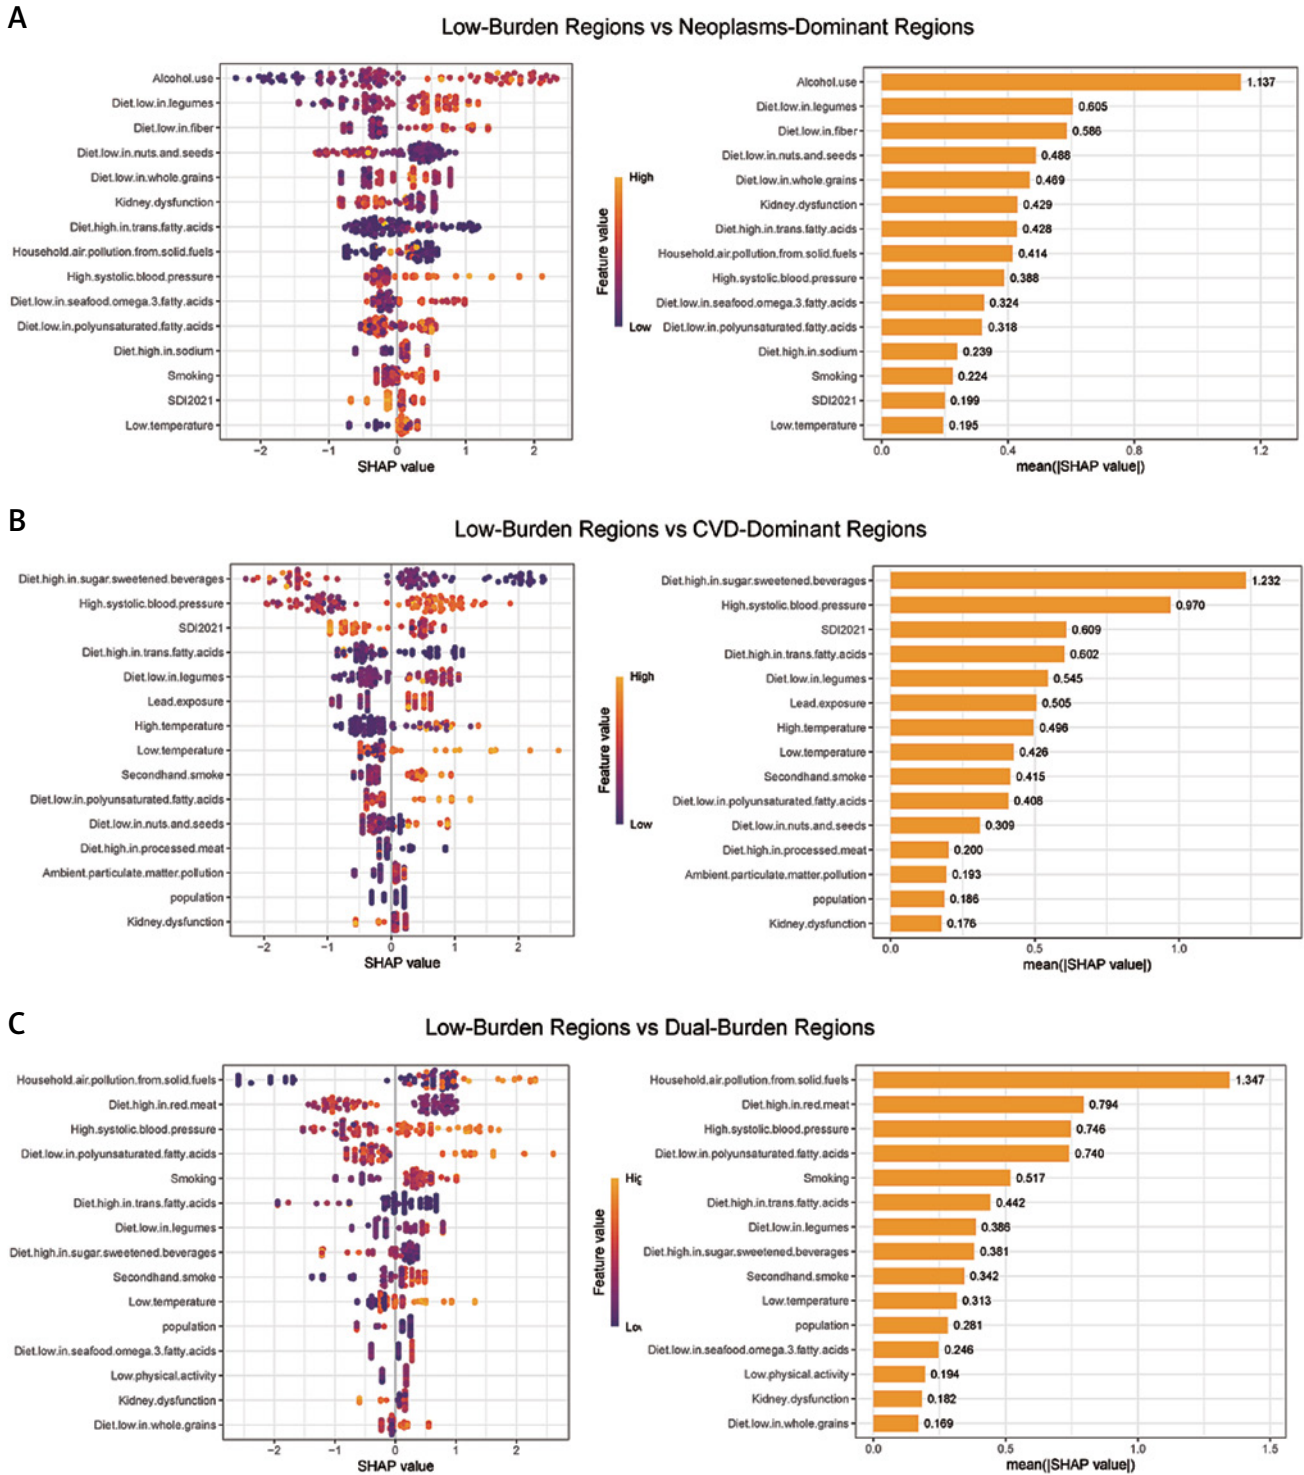 A
Low-Burden Regions vs Neoplasms-Dominant Regions
Alcohol.use
Diet.low.in.legumes
Diet.low.in.fiber
Diet.low.in.nuts.and.seeds
Diet.low.in.whole.grains
Kidney.dysfunction
Diet.high.in.trans.fatty.acids
Household.air.pollution.from.solid.fuels
High.systolic.blood.pressure
Diet.low.in.seafood.omega.3.fatty.acids
Diet.low.in.polyunsaturated.fatty.acids
Diet.high.in.sodium
Smoking
SDI2021
Low.temperature
−2 −1 0 1 2
SHAP value
High
Feature value
Low
Alcohol.use 1.137
Diet.low.in.legumes 0.605
Diet.low.in.fiber 0.586
Diet.low.in.nuts.and.seeds 0.488
Diet.low.in.whole.grains 0.469
Kidney.dysfunction 0.429
Diet.high.in.trans.fatty.acids 0.428
Household.air.pollution.from.solid.fuels 0.414
High.systolic.blood.pressure 0.388
Diet.low.in.seafood.omega.3.fatty.acids 0.324
Diet.low.in.polyunsaturated.fatty.acids 0.318
Diet.high.in.sodium 0.239
Smoking 0.224
SDI2021 0.199
Low.temperature 0.195
0.0 0.4 0.8 1.2
mean(|SHAP value|)
B
Low-Burden Regions vs CVD-Dominant Regions
Diet.high.in.sugar.sweetened.beverages
High.systolic.blood.pressure
SDI2021
Diet.high.in.trans.fatty.acids
Diet.low.in.legumes
Lead.exposure
High.temperature
Low.temperature
Secondhand.smoke
Diet.low.in.polyunsaturated.fatty.acids
Diet.low.in.nuts.and.seeds
Diet.high.in.processed.meat
Ambient.particulate.matter.pollution
population
Kidney.dysfunction
−2 −1 0 1 2
SHAP value
High
Feature value
Low
Diet.high.in.sugar.sweetened.beverages 1.232
High.systolic.blood.pressure 0.970
SDI2021 0.609
Diet.high.in.trans.fatty.acids 0.602
Diet.low.in.legumes 0.545
Lead.exposure 0.505
High.temperature 0.496
Low.temperature 0.426
Secondhand.smoke 0.415
Diet.low.in.polyunsaturated.fatty.acids 0.408
Diet.low.in.nuts.and.seeds 0.309
Diet.high.in.processed.meat 0.200
Ambient.particulate.matter.pollution 0.193
population 0.186
Kidney.dysfunction 0.176
0.0 0.5 1.0
mean(|SHAP value|)
C
Low-Burden Regions vs Dual-Burden Regions
Household.air.pollution.from.solid.fuels
Diet.high.in.red.meat
High.systolic.blood.pressure
Diet.low.in.polyunsaturated.fatty.acids
Smoking
Diet.high.in.trans.fatty.acids
Diet.low.in.legumes
Diet.high.in.sugar.sweetened.beverages
Secondhand.smoke
Low.temperature
population
Diet.low.in.seafood.omega.3.fatty.acids
Low.physical.activity
Kidney.dysfunction
Diet.low.in.whole.grains
−2 −1 0 1 2
SHAP value
Feature value
Household.air.pollution.from.solid.fuels 1.347
Diet.high.in.red.meat 0.794
High.systolic.blood.pressure 0.746
Diet.low.in.polyunsaturated.fatty.acids 0.740
Smoking 0.517
Diet.high.in.trans.fatty.acids 0.442
Diet.low.in.legumes 0.386
Diet.high.in.sugar.sweetened.beverages 0.381
Secondhand.smoke 0.342
Low.temperature 0.313
population 0.281
Diet.low.in.seafood.omega.3.fatty.acids 0.246
Low.physical.activity 0.194
Kidney.dysfunction 0.182
Diet.low.in.whole.grains 0.169
0.0 0.5 1.0 1.5
mean(|SHAP value|)